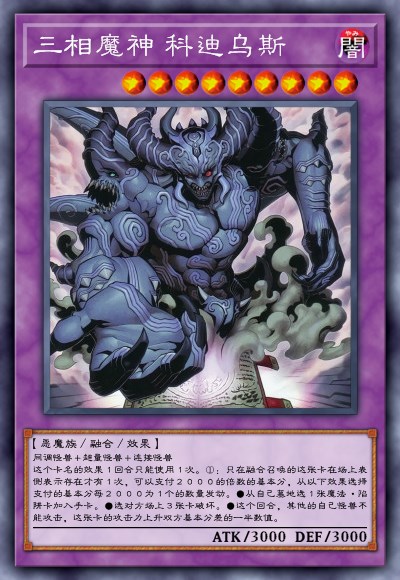 三相魔神 科迪乌斯
やみ
闇
【恶魔族／融合／效果】
同调怪兽＋超量怪兽＋连接怪兽
这个卡名的效果1回合只能使用1次。①：只在融合召唤的这张卡在场上表
侧表示存在才有1次，可以支付2000的倍数的基本分，从以下效果选择
支付的基本分每2000为1个的数量发动。●从自己墓地选1张魔法·陷
阱卡加入手卡。●选对方场上3张卡破坏。●这个回合，其他的自己怪兽不
能攻击，这张卡的攻击力上升双方基本分差的一半数值。
ATK/3000 DEF/3000